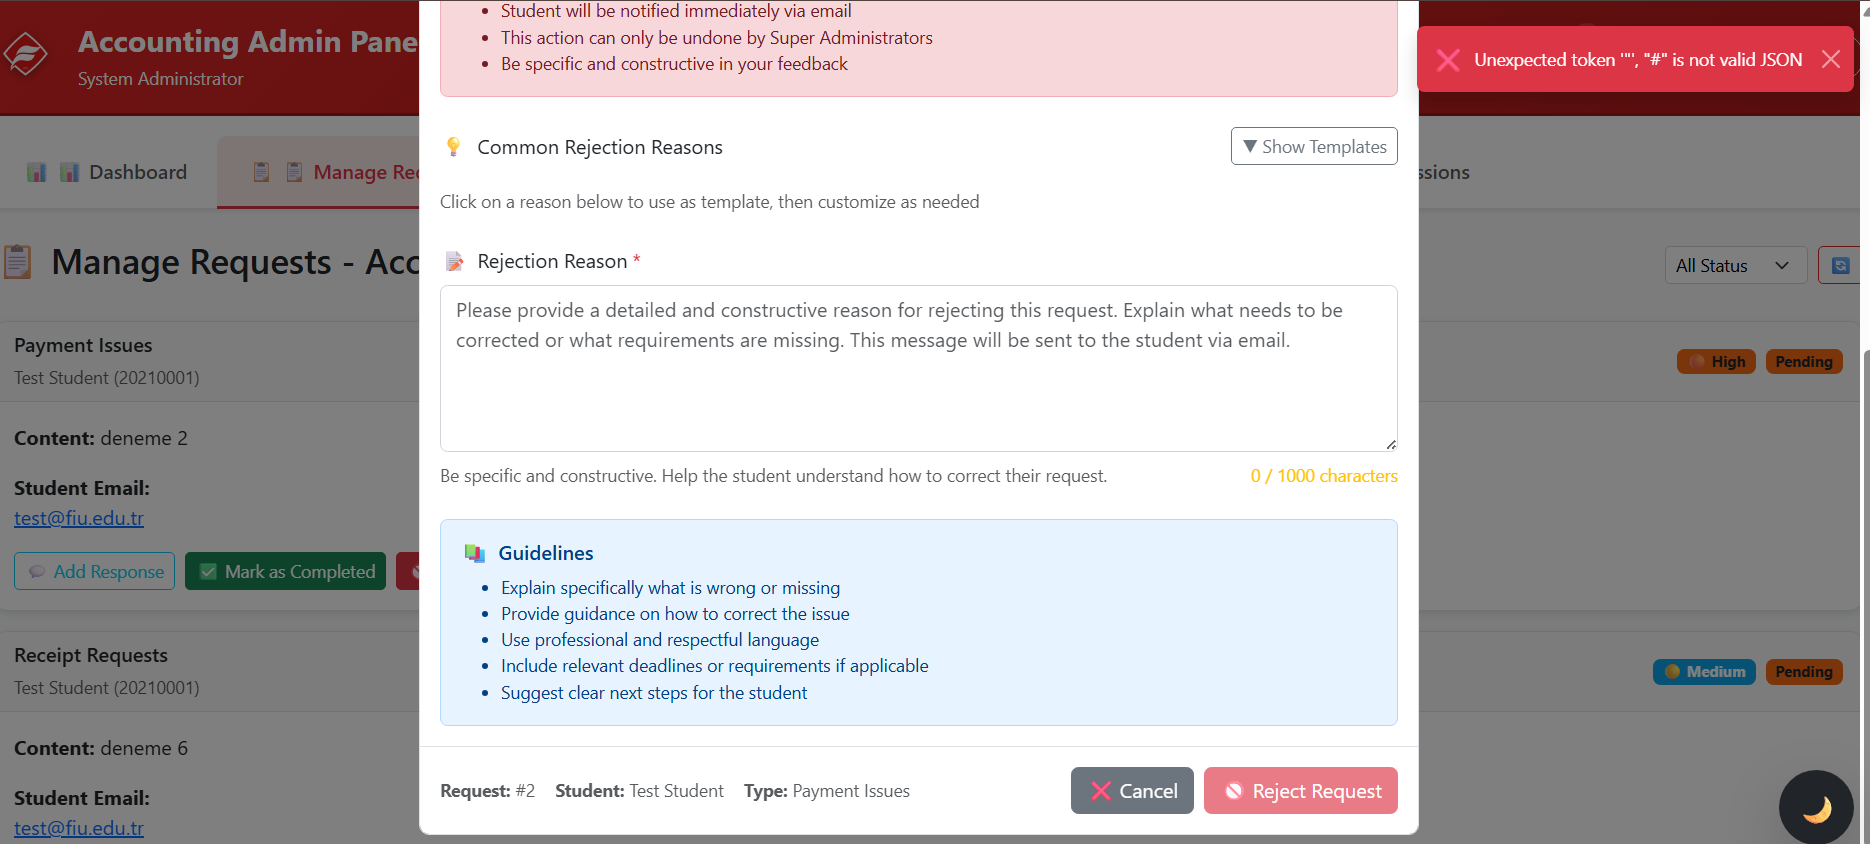 Accounting Admin Pane
System Administrator
Student will be notified immediately via email
This action can only be undone by Super Administrators
Be specific and constructive in your feedback
Unexpected token '"', "#" is not valid JSON
Dashboard
Manage Rec
ssions
Common Rejection Reasons
▼ Show Templates
Click on a reason below to use as template, then customize as needed
Manage Requests - Acc
All Status
Rejection Reason *
Please provide a detailed and constructive reason for rejecting this request. Explain what needs to be
corrected or what requirements are missing. This message will be sent to the student via email.
Be specific and constructive. Help the student understand how to correct their request.
0 / 1000 characters
Payment Issues
Test Student (20210001)
High
Pending
Content: deneme 2
Student Email:
test@fiu.edu.tr
Add Response
Mark as Completed
Guidelines
Explain specifically what is wrong or missing
Provide guidance on how to correct the issue
Use professional and respectful language
Include relevant deadlines or requirements if applicable
Suggest clear next steps for the student
Receipt Requests
Test Student (20210001)
Medium
Pending
Content: deneme 6
Student Email:
test@fiu.edu.tr
Request: #2 Student: Test Student Type: Payment Issues
Cancel
Reject Request